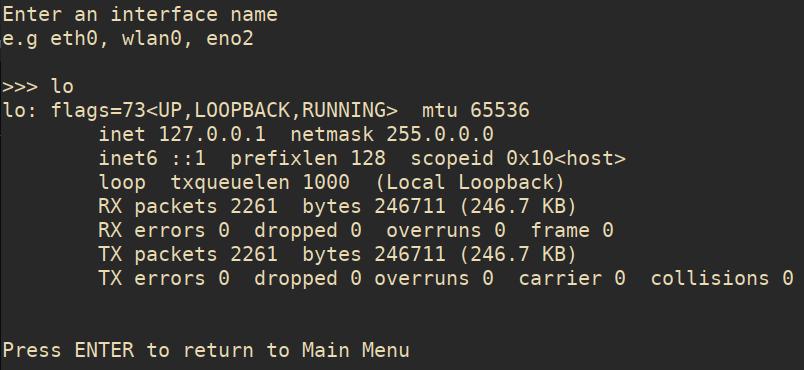 Enter an interface name
e.g eth0, wlan0, eno2
>>> lo
lo: flags=73<UP,LOOPBACK,RUNNING>  mtu 65536
        inet 127.0.0.1  netmask 255.0.0.0
        inet6 ::1  prefixlen 128  scopeid 0x10<host>
        loop  txqueuelen 1000  (Local Loopback)
        RX packets 2261  bytes 246711 (246.7 KB)
        RX errors 0  dropped 0  overruns 0  frame 0
        TX packets 2261  bytes 246711 (246.7 KB)
        TX errors 0  dropped 0 overruns 0  carrier 0  collisions 0
Press ENTER to return to Main Menu